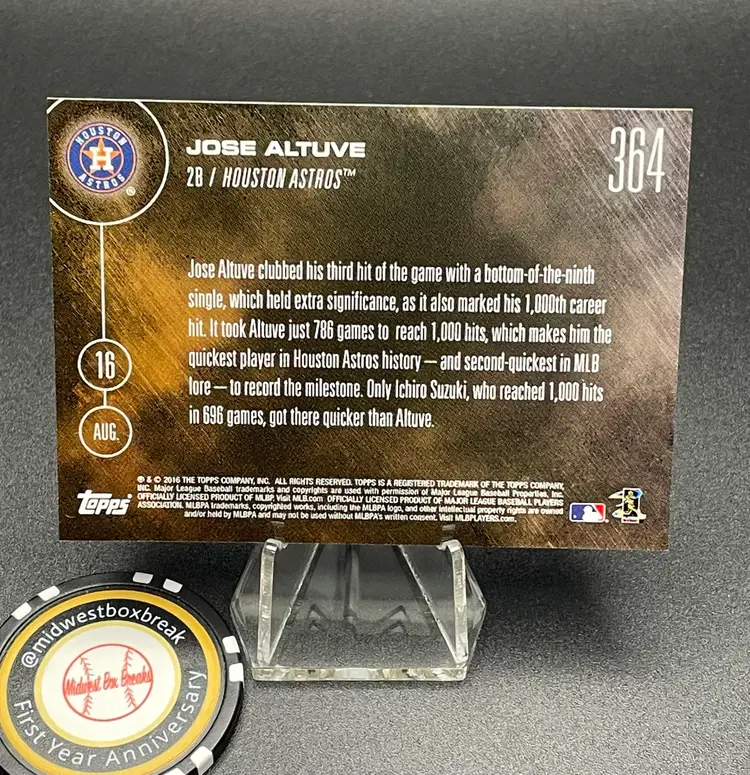 HOUSTON
H
ASTROS
JOSE ALTUVE
2B / HOUSTON ASTROS™
364
Jose Altuve clubbed his third hit of the game with a bottom-of-the-ninth
single, which held extra significance, as it also marked his 1,000th career
hit. It took Altuve just 786 games to reach 1,000 hits, which makes him the
quickest player in Houston Astros history — and second-quickest in MLB
lore — to record the milestone. Only Ichiro Suzuki, who reached 1,000 hits
in 696 games, got there quicker than Altuve.
16
AUG.
Topps®
® & © 2016 THE TOPPS COMPANY, INC. ALL RIGHTS RESERVED. TOPPS IS A REGISTERED TRADEMARK OF THE TOPPS COMPANY,
INC. Major League Baseball trademarks and copyrights are used with permission of Major League Baseball Properties, Inc.
OFFICIALLY LICENSED PRODUCT OF MLBP. Visit MLB.com OFFICIALLY LICENSED PRODUCT OF MAJOR LEAGUE BASEBALL PLAYERS
ASSOCIATION. MLBPA trademarks, copyrighted works, including the MLBPA logo, and other intellectual property rights are owned
and/or held by MLBPA and may not be used without MLBPA's written consent. Visit MLBPLAYERS.com.
@midwestboxbreak
Midwest Box Breaks
First Year Anniversary